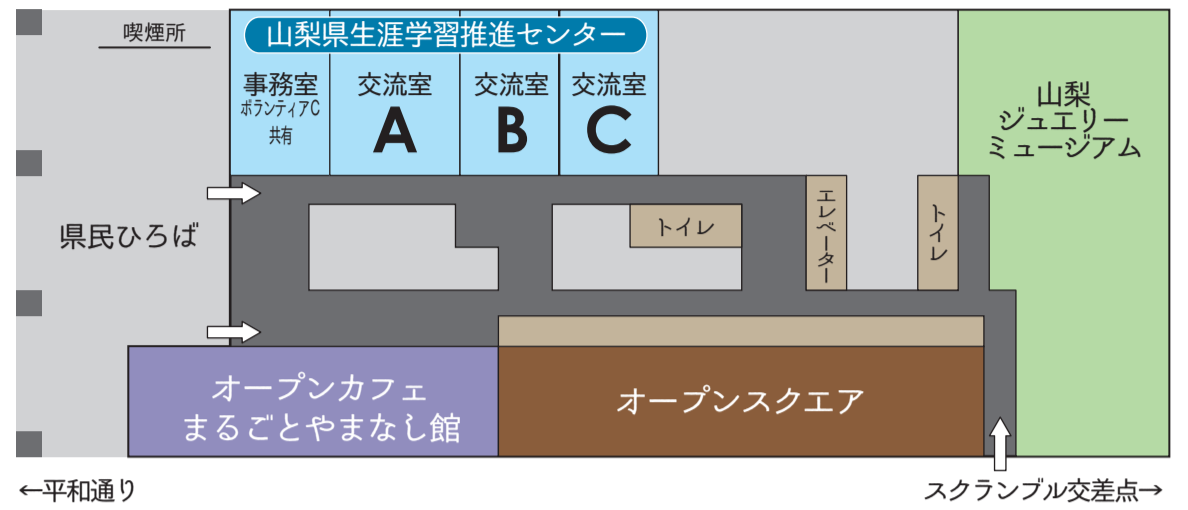 喫煙所
山梨県生涯学習推進センター
事務室
ボランティアC
共有
交流室
A
交流室
B
交流室
C
山梨
ジュエリー
ミュージアム
県民ひろば
トイレ
エレベーター
トイレ
オープンカフェ
まるごとやまなし館
オープンスクエア
←平和通り
スクランブル交差点→